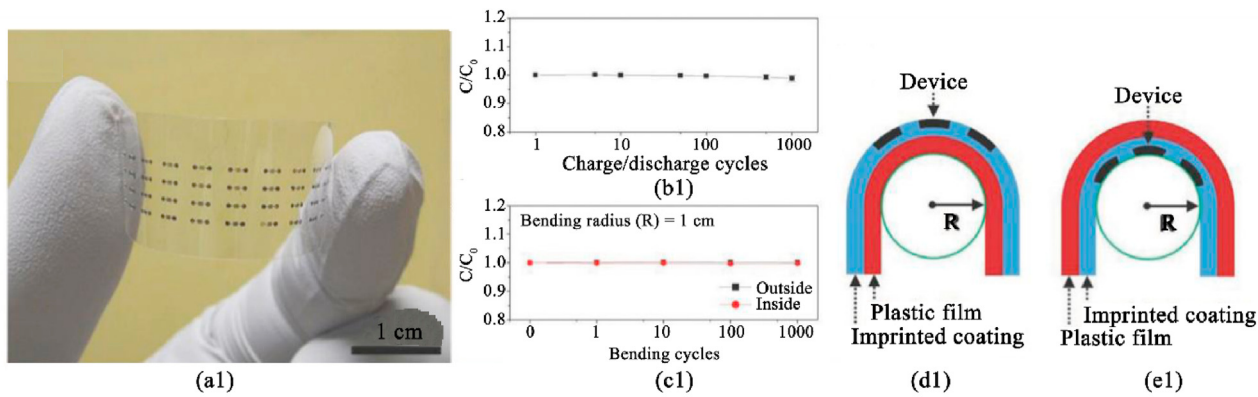 1 cm
(a1)
1.2
1.1
1.0
0.9
0.8
C/C0
1 10 100 1000
Charge/discharge cycles
(b1)
1.2
Bending radius (R) = 1 cm
1.1
1.0
0.9
0.8
C/C0
Outside
Inside
0 1 10 100 1000
Bending cycles
(c1)
Device
R
Plastic film
Imprinted coating
(d1)
Device
R
Imprinted coating
Plastic film
(e1)